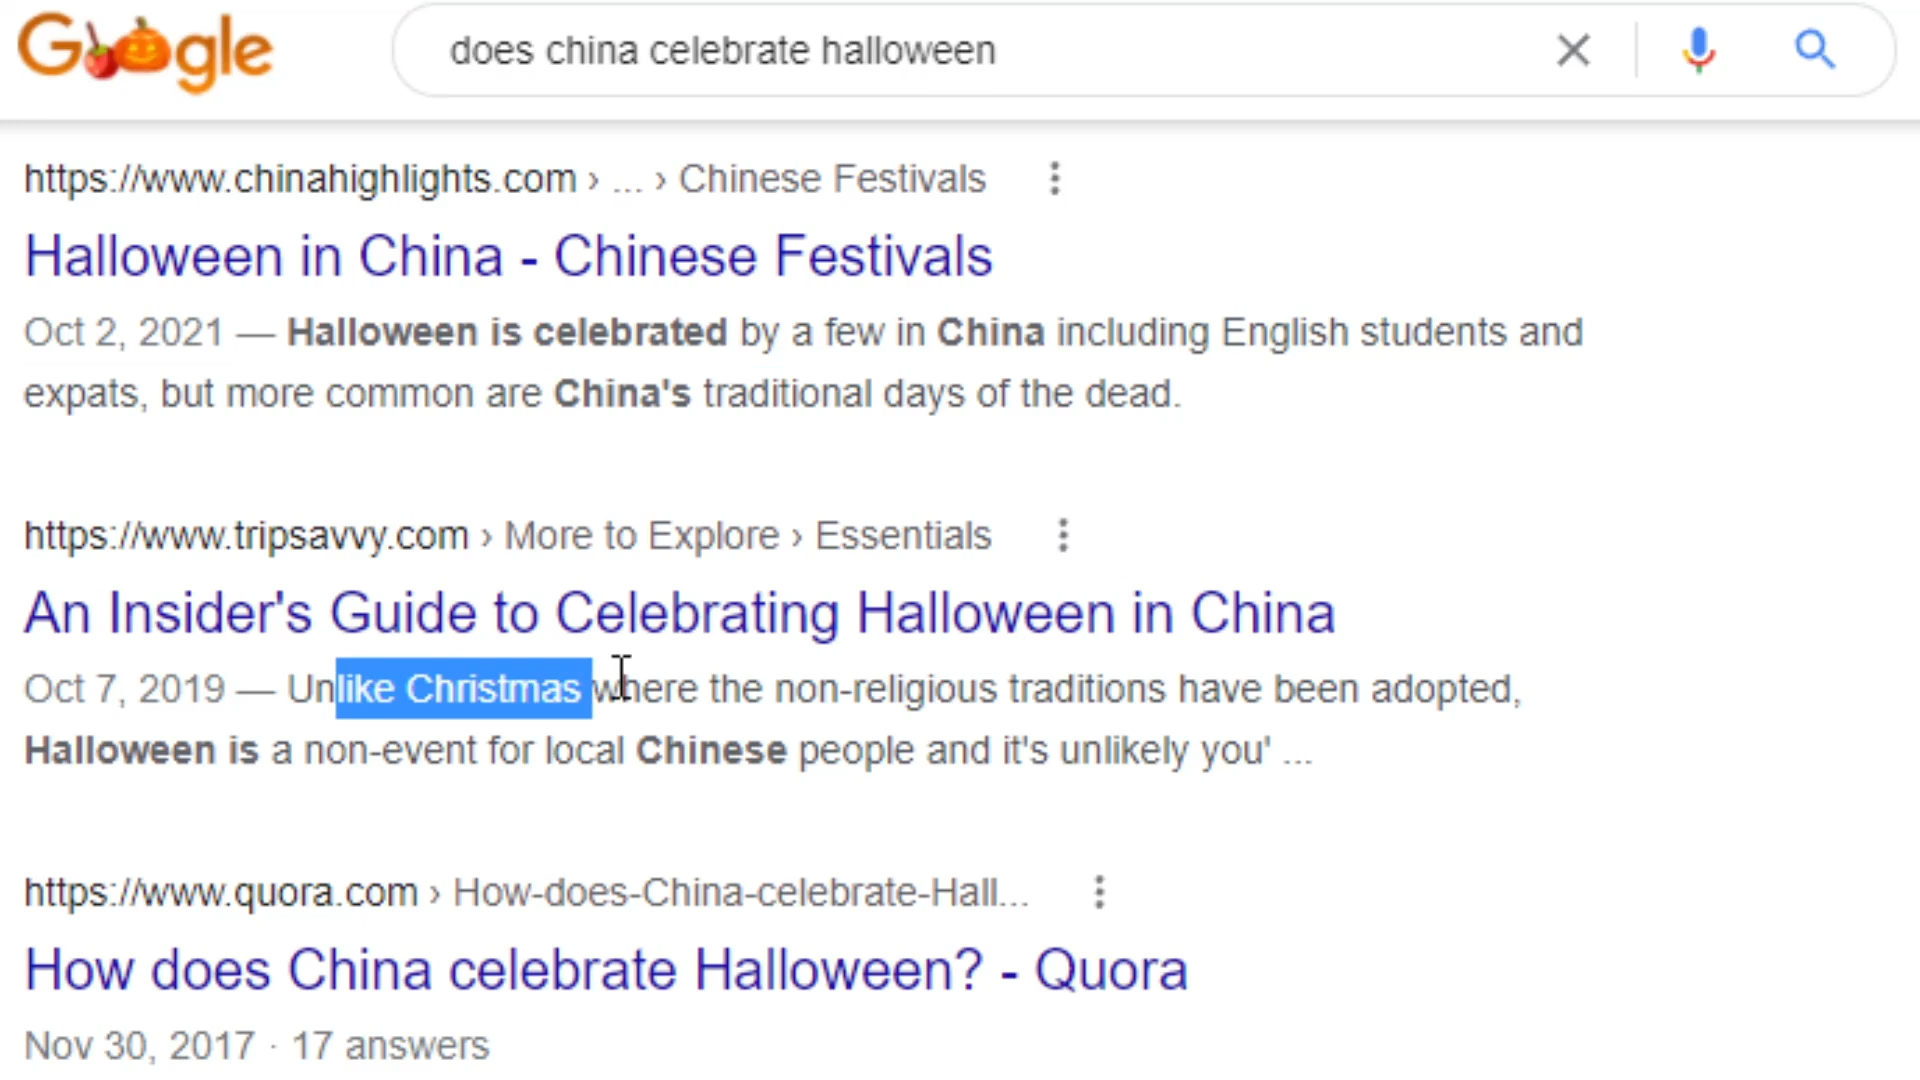 Google
does china celebrate halloween
https://www.chinahighlights.com › ... › Chinese Festivals
Halloween in China - Chinese Festivals
Oct 2, 2021 — Halloween is celebrated by a few in China including English students and
expats, but more common are China's traditional days of the dead.
https://www.tripsavvy.com › More to Explore › Essentials
An Insider's Guide to Celebrating Halloween in China
Oct 7, 2019 — Unlike Christmas where the non-religious traditions have been adopted,
Halloween is a non-event for local Chinese people and it's unlikely you' ...
https://www.quora.com › How-does-China-celebrate-Hall...
How does China celebrate Halloween? - Quora
Nov 30, 2017 · 17 answers